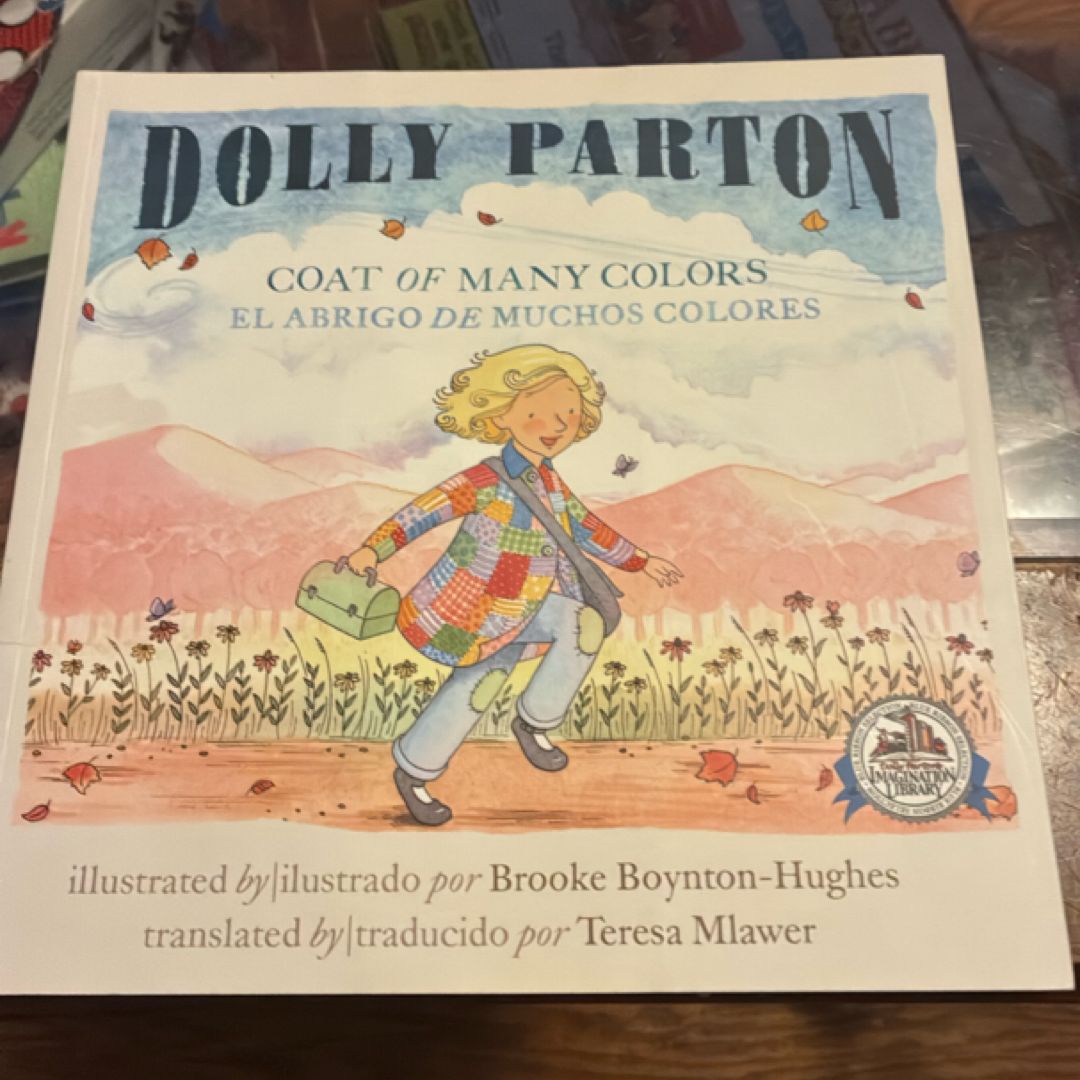 DOLLY PARTON
COAT OF MANY COLORS
EL ABRIGO DE MUCHOS COLORES
IMAGINATION
LIBRARY
illustrated by|ilustrado por Brooke Boynton-Hughes
translated by|traducido por Teresa Mlawer